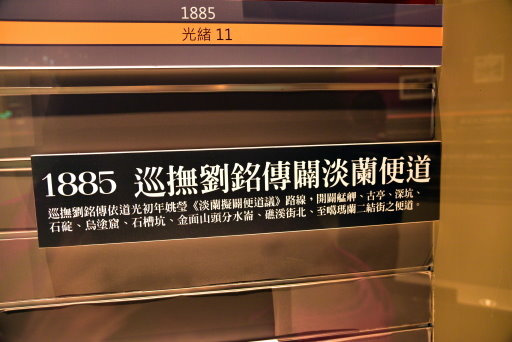 1885
光緒 11
1885 巡撫劉銘傳闢淡蘭便道
巡撫劉銘傳依道光初年姚瑩《淡蘭擬闢便道議》路線，開闢艋舺、古亭、深坑、
石碇、烏塗窟、石槽坑、金面山頭分水崙、礁溪街北、至噶瑪蘭二結街之便道。